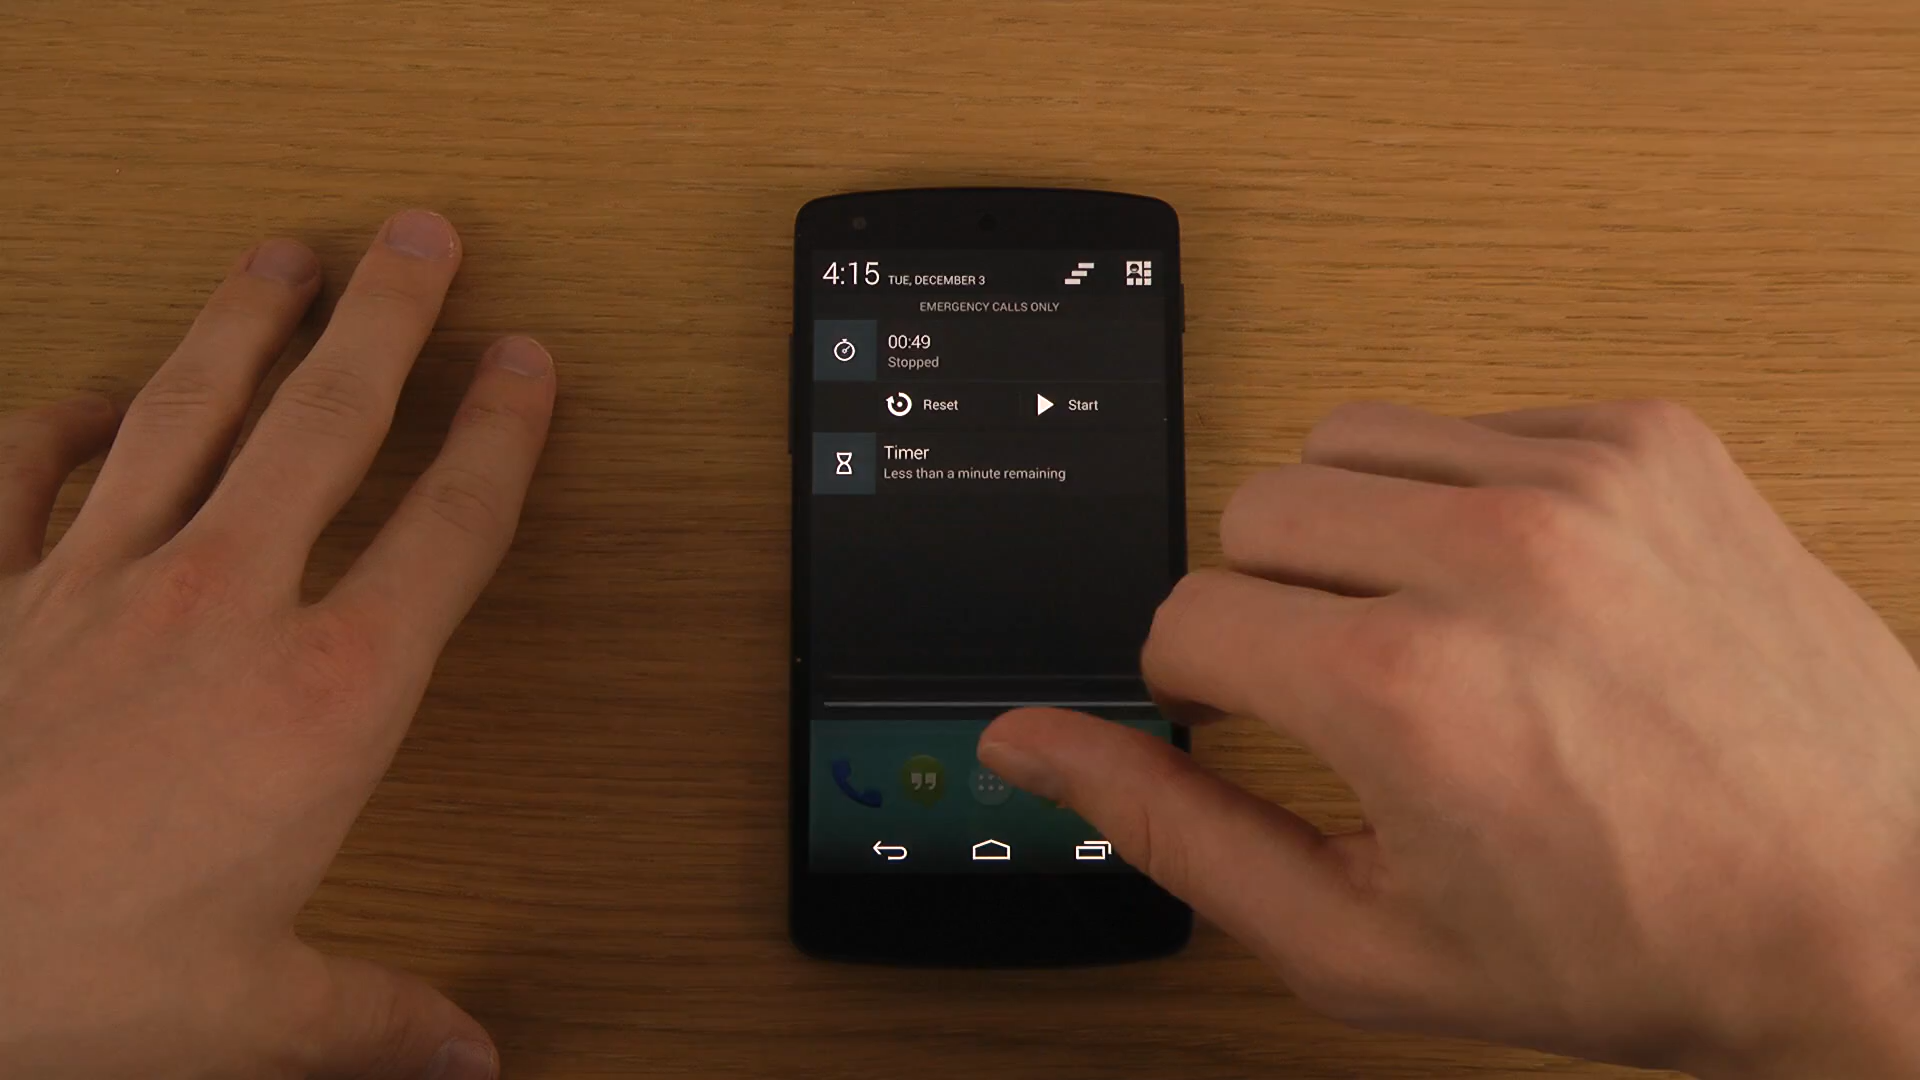 4:15 TUE, DECEMBER 3
EMERGENCY CALLS ONLY
00:49
Stopped
Reset Start
Timer
Less than a minute remaining